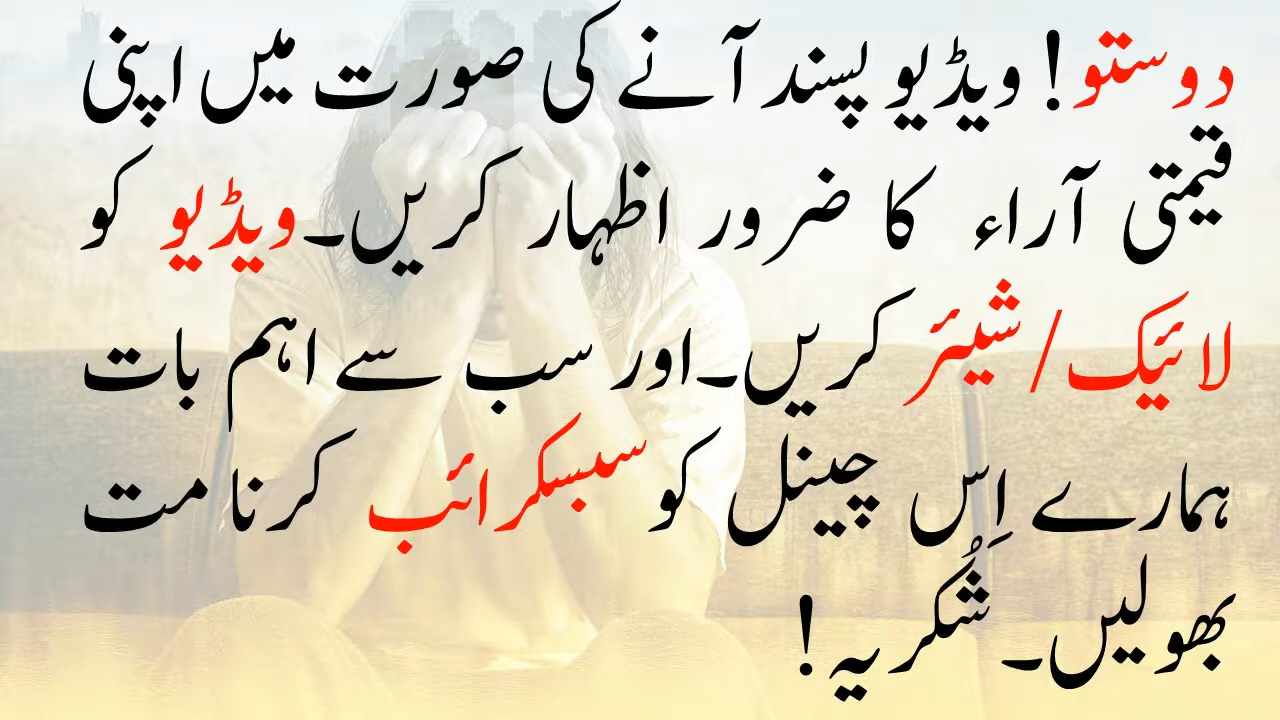 دوستو! ویڈیو پسند آنے کی صورت میں اپنی
قیمتی آراء کا ضرور اظہار کریں۔ویڈیو کو
لائیک/شیئر کریں۔اور سب سے اہم بات
ہمارے اِس چینل کو سبسکرائب کرنا مت
بھولیں۔ شُکریہ!